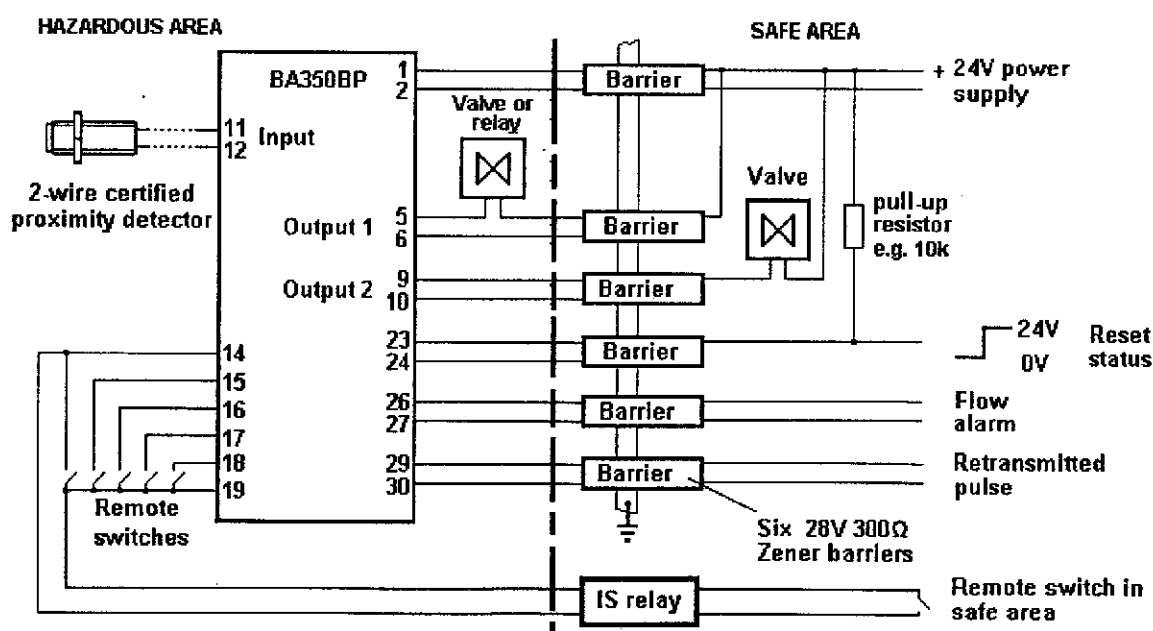 HAZARDOUS AREA
SAFE AREA
BA350BP
1
2
Barrier
+ 24V power
supply
Valve or
relay
11
12
Input
2-wire certified
proximity detector
Valve
pull-up
resistor
e.g. 10k
Output 1
5
6
Barrier
Output 2
9
10
Barrier
23
24
Barrier
24V
0V
Reset
status
14
15
16
17
18
19
Remote
switches
26
27
Barrier
Flow
alarm
29
30
Barrier
Retransmitted
pulse
Six 28V 300Ω
Zener barriers
IS relay
Remote switch in
safe area